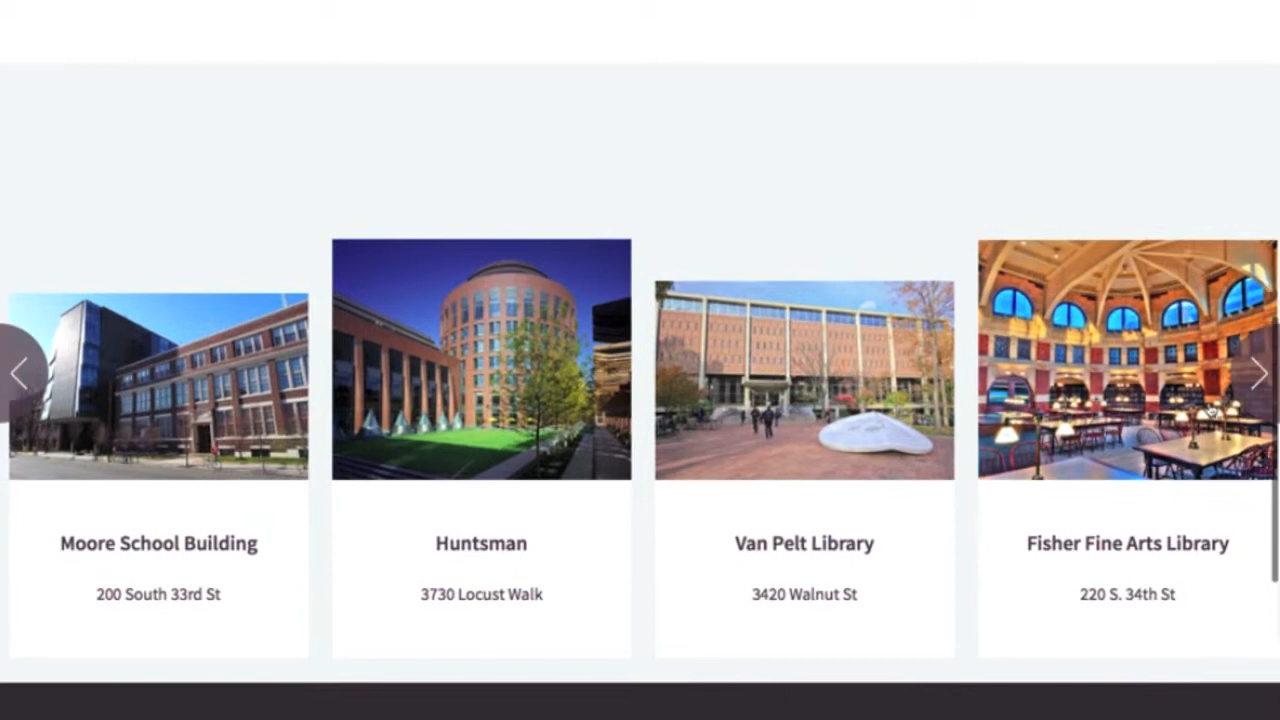 Moore School Building
200 South 33rd St
Huntsman
3730 Locust Walk
Van Pelt Library
3420 Walnut St
Fisher Fine Arts Library
220 S. 34th St